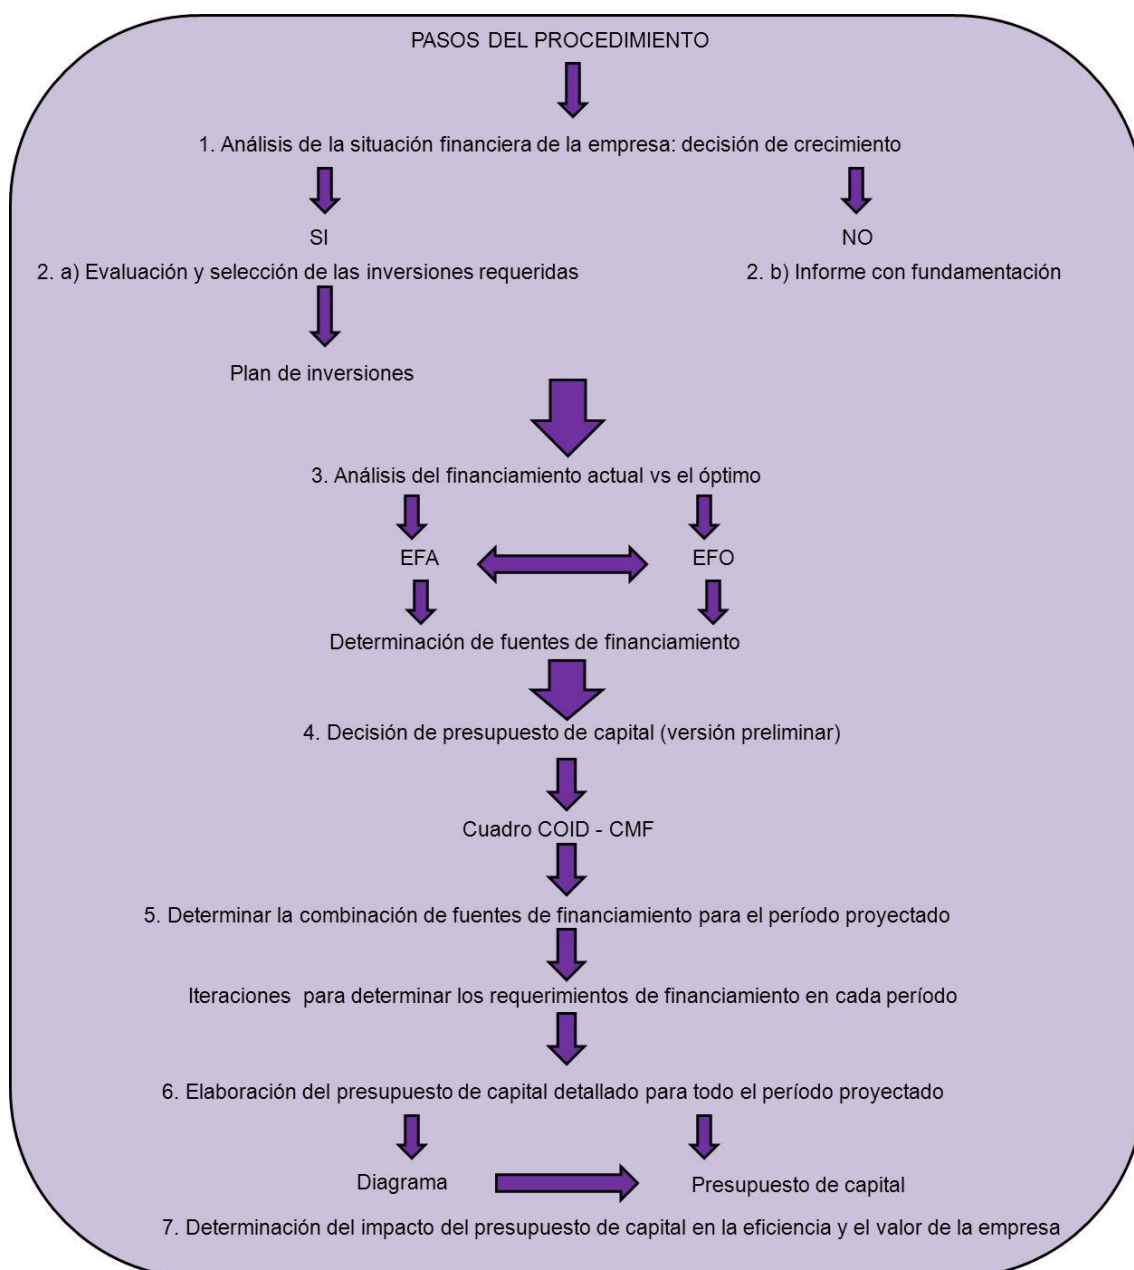 PASOS DEL PROCEDIMIENTO
1. Análisis de la situación financiera de la empresa: decisión de crecimiento
SI
NO
2. a) Evaluación y selección de las inversiones requeridas
2. b) Informe con fundamentación
Plan de inversiones
3. Análisis del financiamiento actual vs el óptimo
EFA
EFO
Determinación de fuentes de financiamiento
4. Decisión de presupuesto de capital (versión preliminar)
Cuadro COID - CMF
5. Determinar la combinación de fuentes de financiamiento para el período proyectado
Iteraciones para determinar los requerimientos de financiamiento en cada período
6. Elaboración del presupuesto de capital detallado para todo el período proyectado
Diagrama
Presupuesto de capital
7. Determinación del impacto del presupuesto de capital en la eficiencia y el valor de la empresa